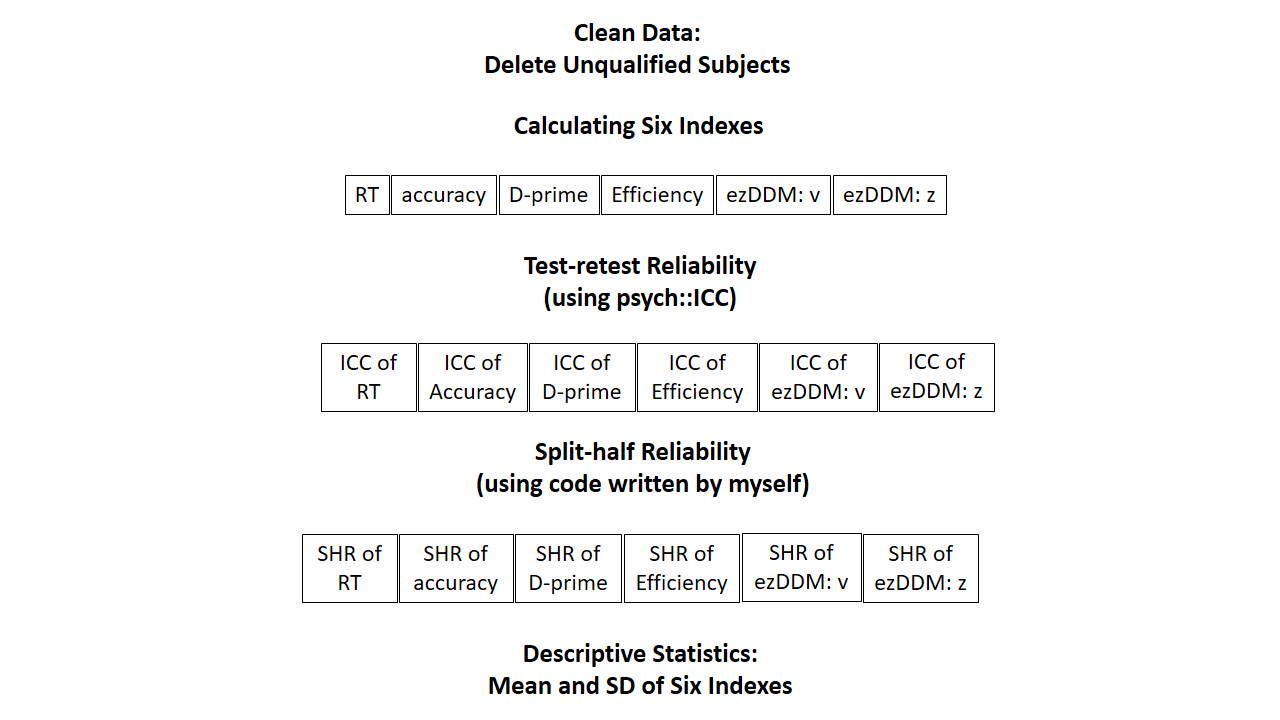 Clean Data:
Delete Unqualified Subjects
Calculating Six Indexes
RT accuracy D-prime Efficiency ezDDM: v ezDDM: z
Test-retest Reliability
(using psych::ICC)
ICC of ICC of ICC of ICC of ICC of ICC of
RT Accuracy D-prime Efficiency ezDDM: v ezDDM: z
Split-half Reliability
(using code written by myself)
SHR of SHR of SHR of SHR of SHR of SHR of
RT accuracy D-prime Efficiency ezDDM: v ezDDM: z
Descriptive Statistics:
Mean and SD of Six Indexes